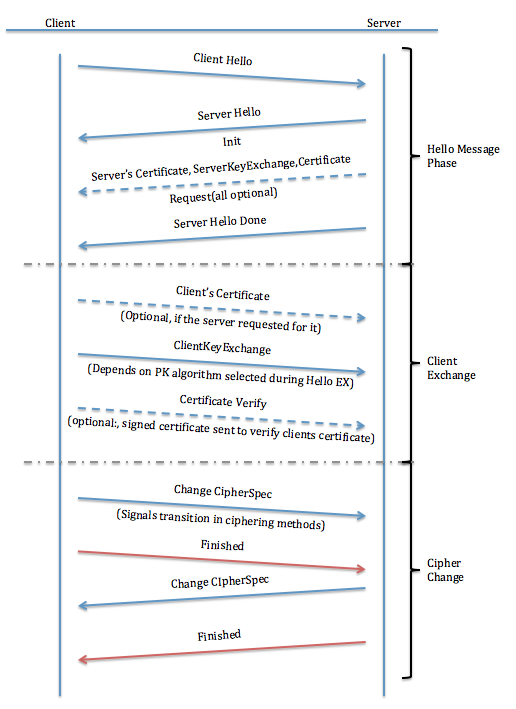 Client
Server
Client Hello
Server Hello
Init
Server's Certificate, ServerKeyExchange,Certificate
Request(all optional)
Server Hello Done
Hello Message
Phase
Client's Certificate
(Optional, if the server requested for it)
ClientKeyExchange
(Depends on PK algorithm selected during Hello EX)
Certificate Verify
(optional:, signed certificate sent to verify clients certificate)
Client
Exchange
Change CipherSpec
(Signals transition in ciphering methods)
Finished
Change CIpherSpec
Finished
Cipher
Change